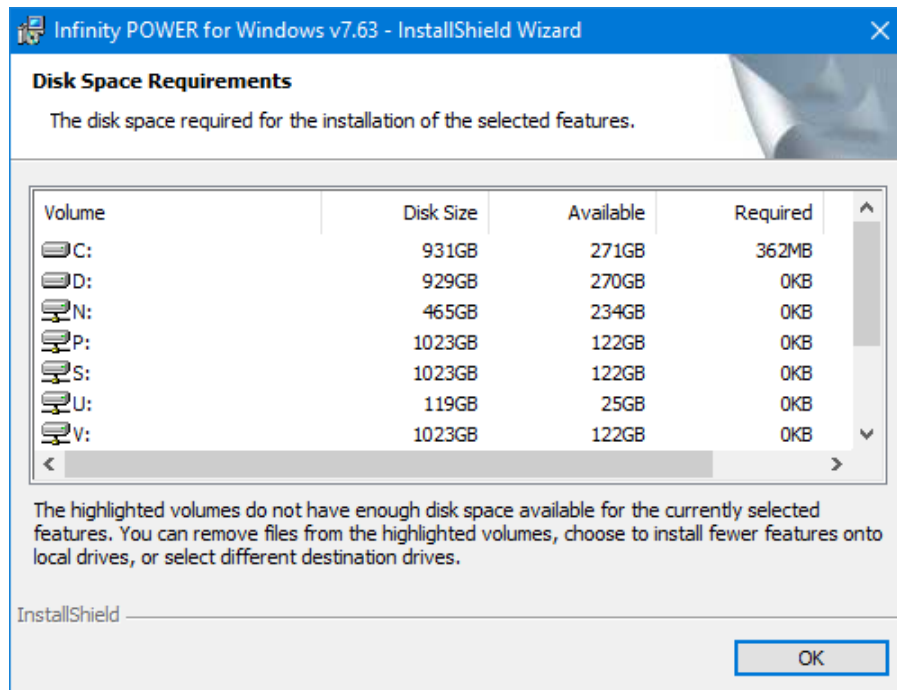 Infinity POWER for Windows v7.63 - InstallShield Wizard
Disk Space Requirements
The disk space required for the installation of the selected features.
Volume Disk Size Available Required
C: 931GB 271GB 362MB
D: 929GB 270GB 0KB
N: 465GB 234GB 0KB
P: 1023GB 122GB 0KB
S: 1023GB 122GB 0KB
U: 119GB 25GB 0KB
V: 1023GB 122GB 0KB
The highlighted volumes do not have enough disk space available for the currently selected
features. You can remove files from the highlighted volumes, choose to install fewer features onto
local drives, or select different destination drives.
InstallShield
OK